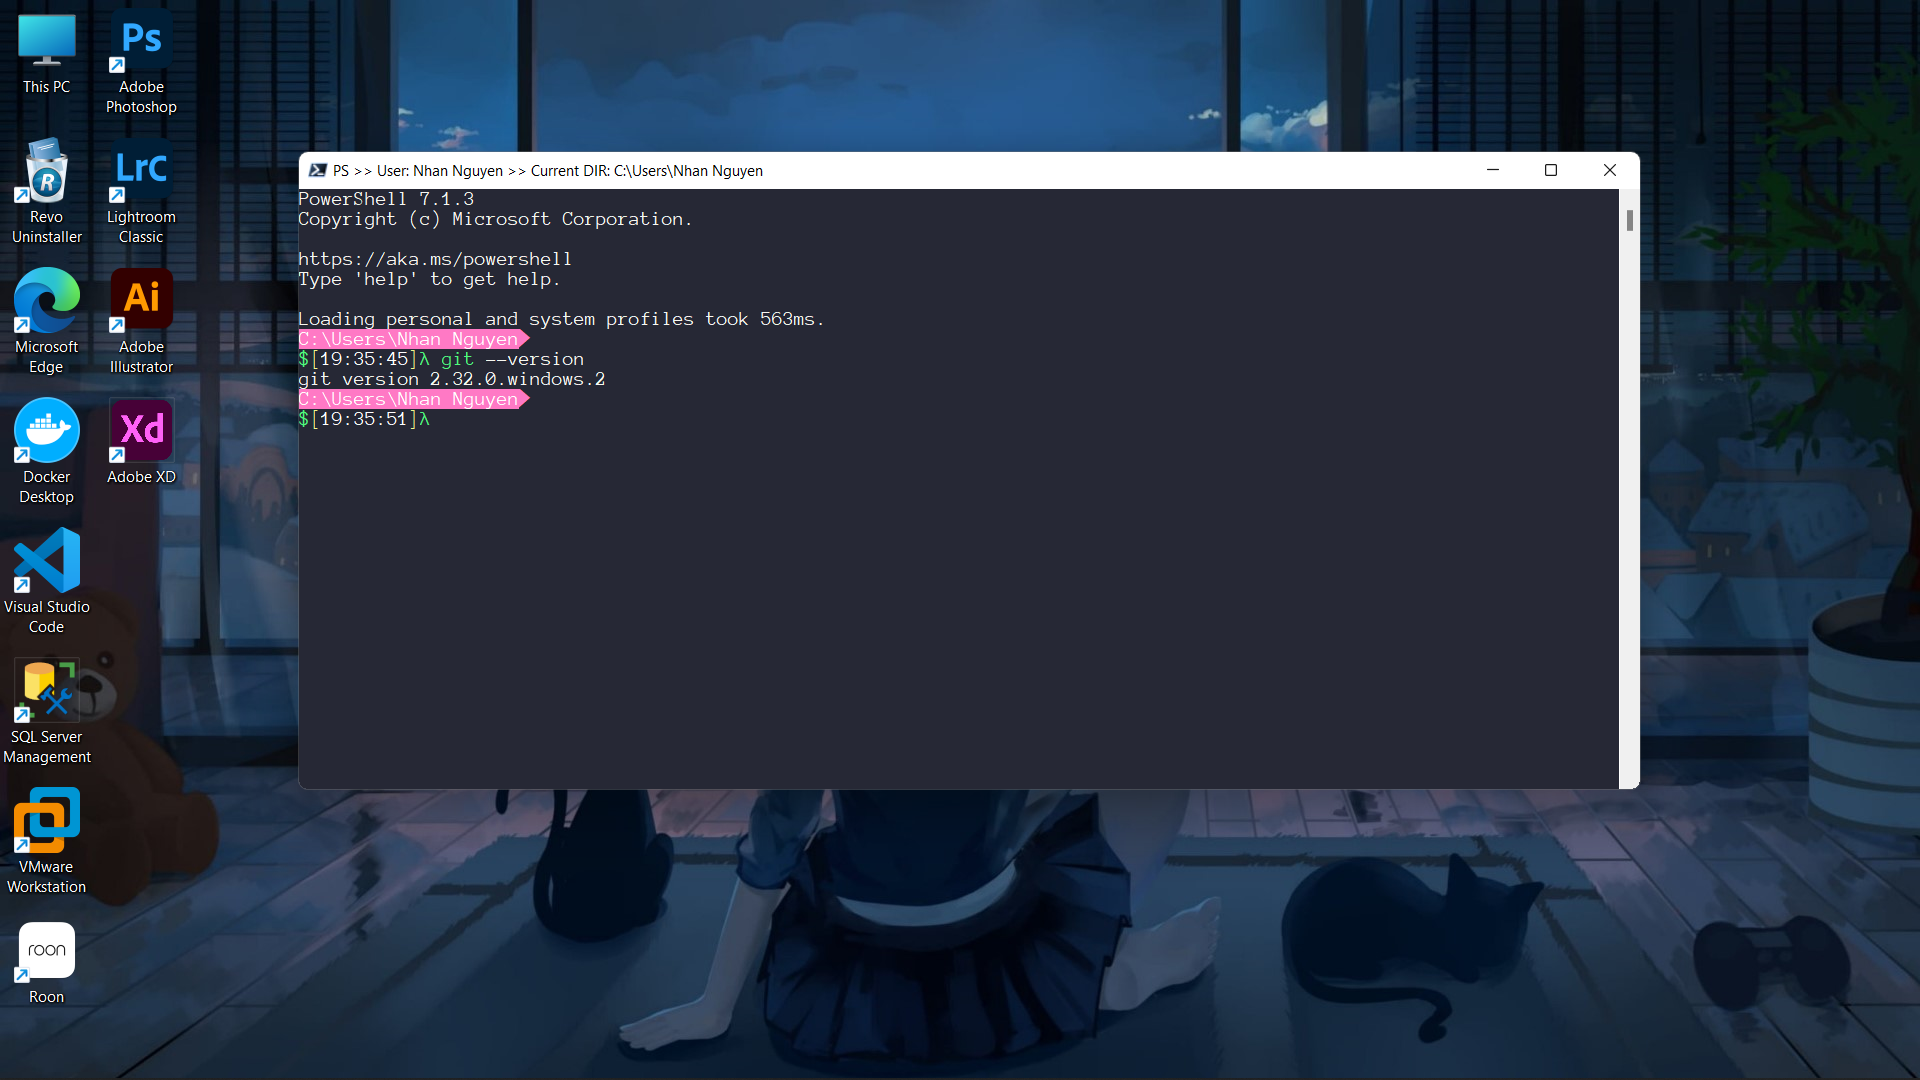 This PC
Ps
Adobe
Photoshop
R
Revo
Uninstaller
LrC
Lightroom
Classic
Microsoft
Edge
Ai
Adobe
Illustrator
Docker
Desktop
Xd
Adobe XD
Visual Studio
Code
SQL Server
Management
VMware
Workstation
roon
Roon
PS >> User: Nhan Nguyen >> Current DIR: C:\Users\Nhan Nguyen
PowerShell 7.1.3
Copyright (c) Microsoft Corporation.
https://aka.ms/powershell
Type 'help' to get help.
Loading personal and system profiles took 563ms.
C:\Users\Nhan Nguyen
$[19:35:45]λ git --version
git version 2.32.0.windows.2
C:\Users\Nhan Nguyen
$[19:35:51]λ